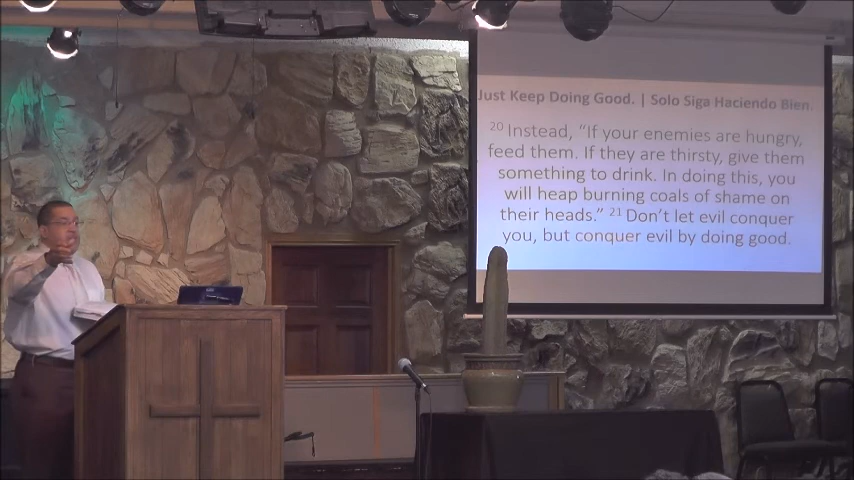 Just Keep Doing Good. | Solo Siga Haciendo Bien.
20 Instead, “If your enemies are hungry,
feed them. If they are thirsty, give them
something to drink. In doing this, you
will heap burning coals of shame on
their heads.” 21 Don’t let evil conquer
you, but conquer evil by doing good.